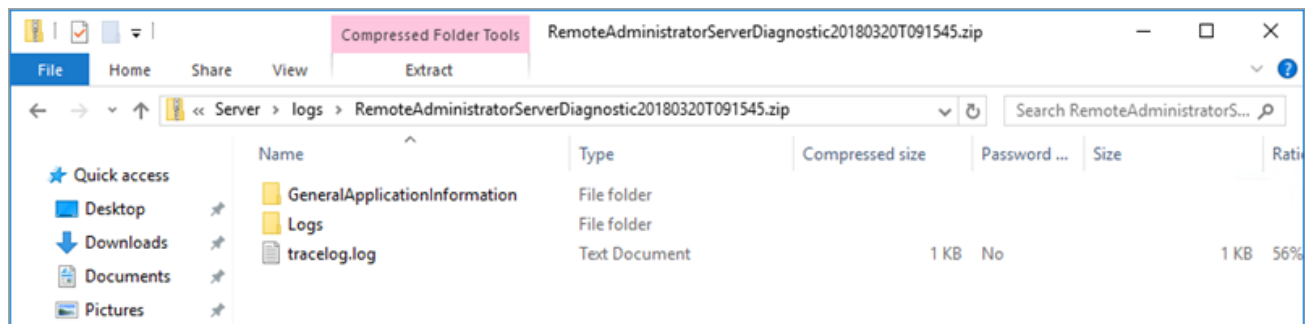 Compressed Folder Tools RemoteAdministratorServerDiagnostic20180320T091545.zip
File Home Share View Extract
« Server > logs > RemoteAdministratorServerDiagnostic20180320T091545.zip Search RemoteAdministratorS...
Name Type Compressed size Password ... Size Ratio
Quick access
GeneralApplicationInformation File folder
Desktop
Logs File folder
Downloads
tracelog.log Text Document 1 KB No 1 KB 56%
Documents
Pictures